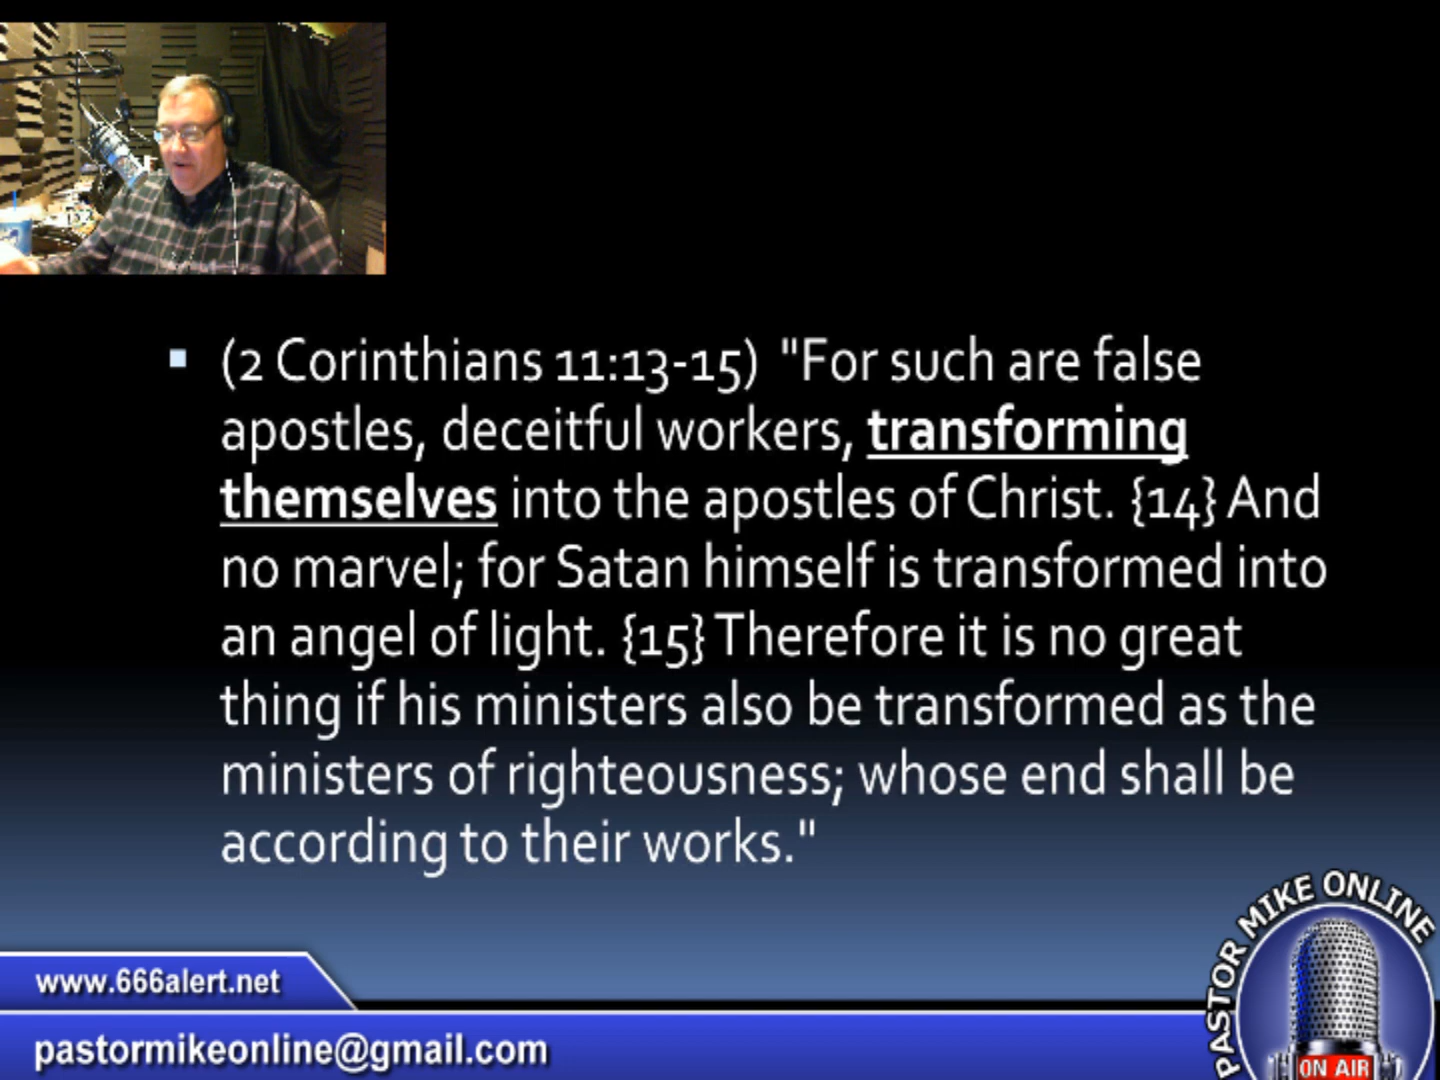 (2 Corinthians 11:13-15) "For such are false
apostles, deceitful workers, transforming
themselves into the apostles of Christ. {14} And
no marvel; for Satan himself is transformed into
an angel of light. {15} Therefore it is no great
thing if his ministers also be transformed as the
ministers of righteousness; whose end shall be
according to their works."
www.666alert.net
pastormikeonline@gmail.com
PASTOR MIKE ONLINE
ON AIR